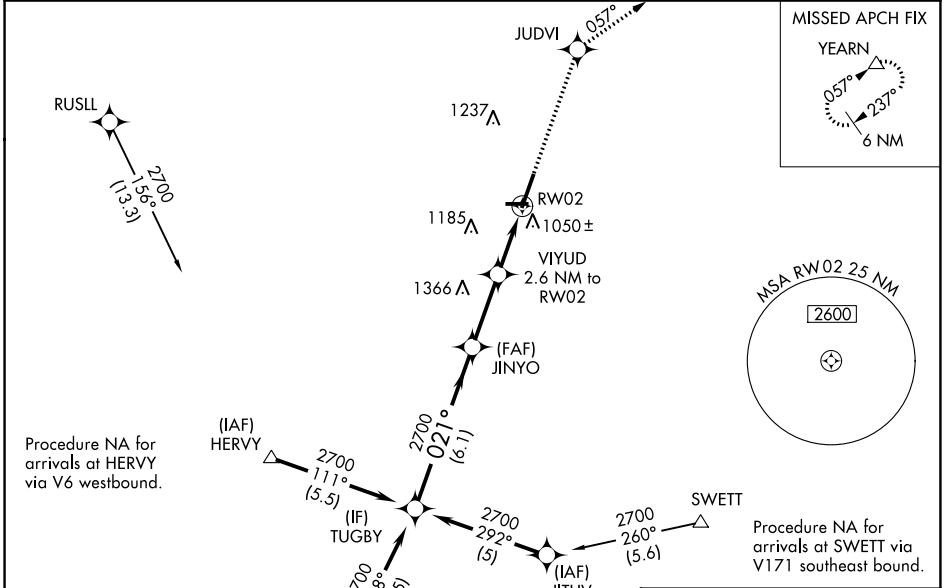 JUDVI
057°
MISSED APCH FIX
YEARN
057°
237°
6 NM
RUSLL
2700
156°
(13.3)
1237
RW02
1185
1050±
VIYUD
2.6 NM to
RW02
1366
(FAF)
JINYO
MSA RW02 25 NM
2600
2700
021°
(6.1)
(IAF)
HERVY
Procedure NA for
arrivals at HERVY
via V6 westbound.
2700
111°
(5.5)
(IF)
TUGBY
2700
292°
(5)
SWETT
2700
260°
(5.6)
Procedure NA for
arrivals at SWETT via
V171 southeast bound.
(IAF)